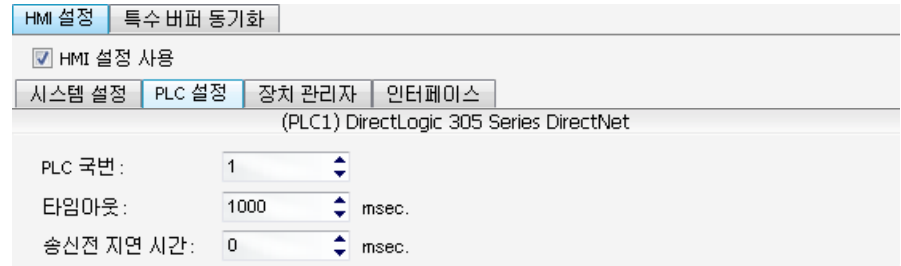 HMI 설정 특수 버퍼 동기화
HMI 설정 사용
시스템 설정 PLC 설정 장치 관리자 인터페이스
(PLC1) DirectLogic 305 Series DirectNet
PLC 국번 : 1
타임아웃 : 1000 msec.
송신전 지연 시간 : 0 msec.